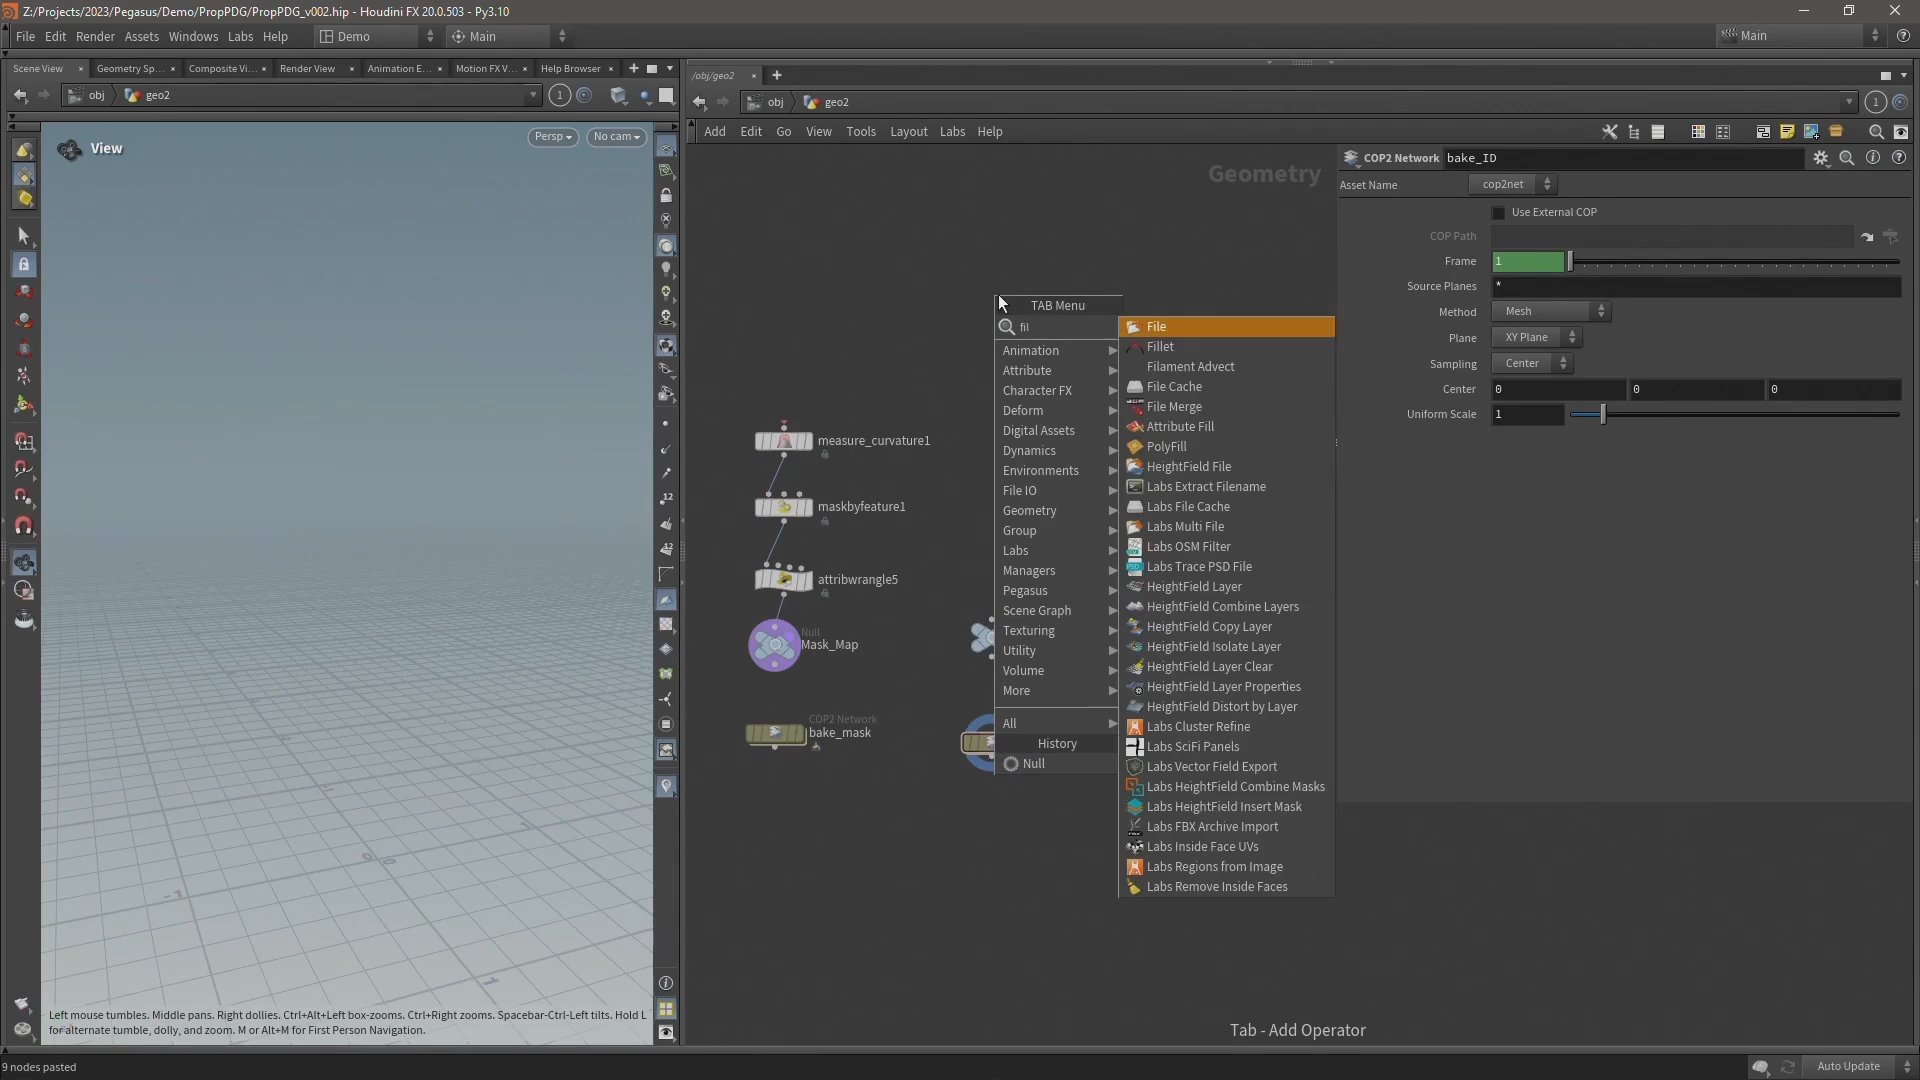 Z:/Projects/2023/Pegasus/Demo/PropPDG/PropPDG_v002.hip - Houdini FX 20.0.503 - Py3.10
File Edit Render Assets Windows Labs Help
Demo
Main
Main
Scene View
Geometry Sp...
Composite Vi...
Render View
Animation E...
Motion FX V...
Help Browser
obj
geo2
1
View
Persp
No cam
12
12
Left mouse tumbles. Middle pans. Right dollies. Ctrl+Alt+Left box-zooms. Ctrl+Right zooms. Spacebar-Ctrl-Left tilts. Hold L
for alternate tumble, dolly, and zoom. M or Alt+M for First Person Navigation.
/obj/geo2
obj
geo2
1
Add Edit Go View Tools Layout Labs Help
Geometry
measure_curvature1
maskbyfeature1
attribwrangle5
Null
Mask_Map
COP2 Network
bake_mask
TAB Menu
fil
Animation
Attribute
Character FX
Deform
Digital Assets
Dynamics
Environments
File IO
Geometry
Group
Labs
Managers
Pegasus
Scene Graph
Texturing
Utility
Volume
More
All
History
Null
File
Fillet
Filament Advect
File Cache
File Merge
Attribute Fill
PolyFill
HeightField File
Labs Extract Filename
Labs File Cache
Labs Multi File
Labs OSM Filter
Labs Trace PSD File
HeightField Layer
HeightField Combine Layers
HeightField Copy Layer
HeightField Isolate Layer
HeightField Layer Clear
HeightField Layer Properties
HeightField Distort by Layer
Labs Cluster Refine
Labs SciFi Panels
Labs Vector Field Export
Labs HeightField Combine Masks
Labs HeightField Insert Mask
Labs FBX Archive Import
Labs Inside Face UVs
Labs Regions from Image
Labs Remove Inside Faces
Tab - Add Operator
COP2 Network bake_ID
Asset Name cop2net
Use External COP
COP Path
Frame 1
Source Planes *
Method Mesh
Plane XY Plane
Sampling Center
Center 0 0 0
Uniform Scale 1
9 nodes pasted
Auto Update